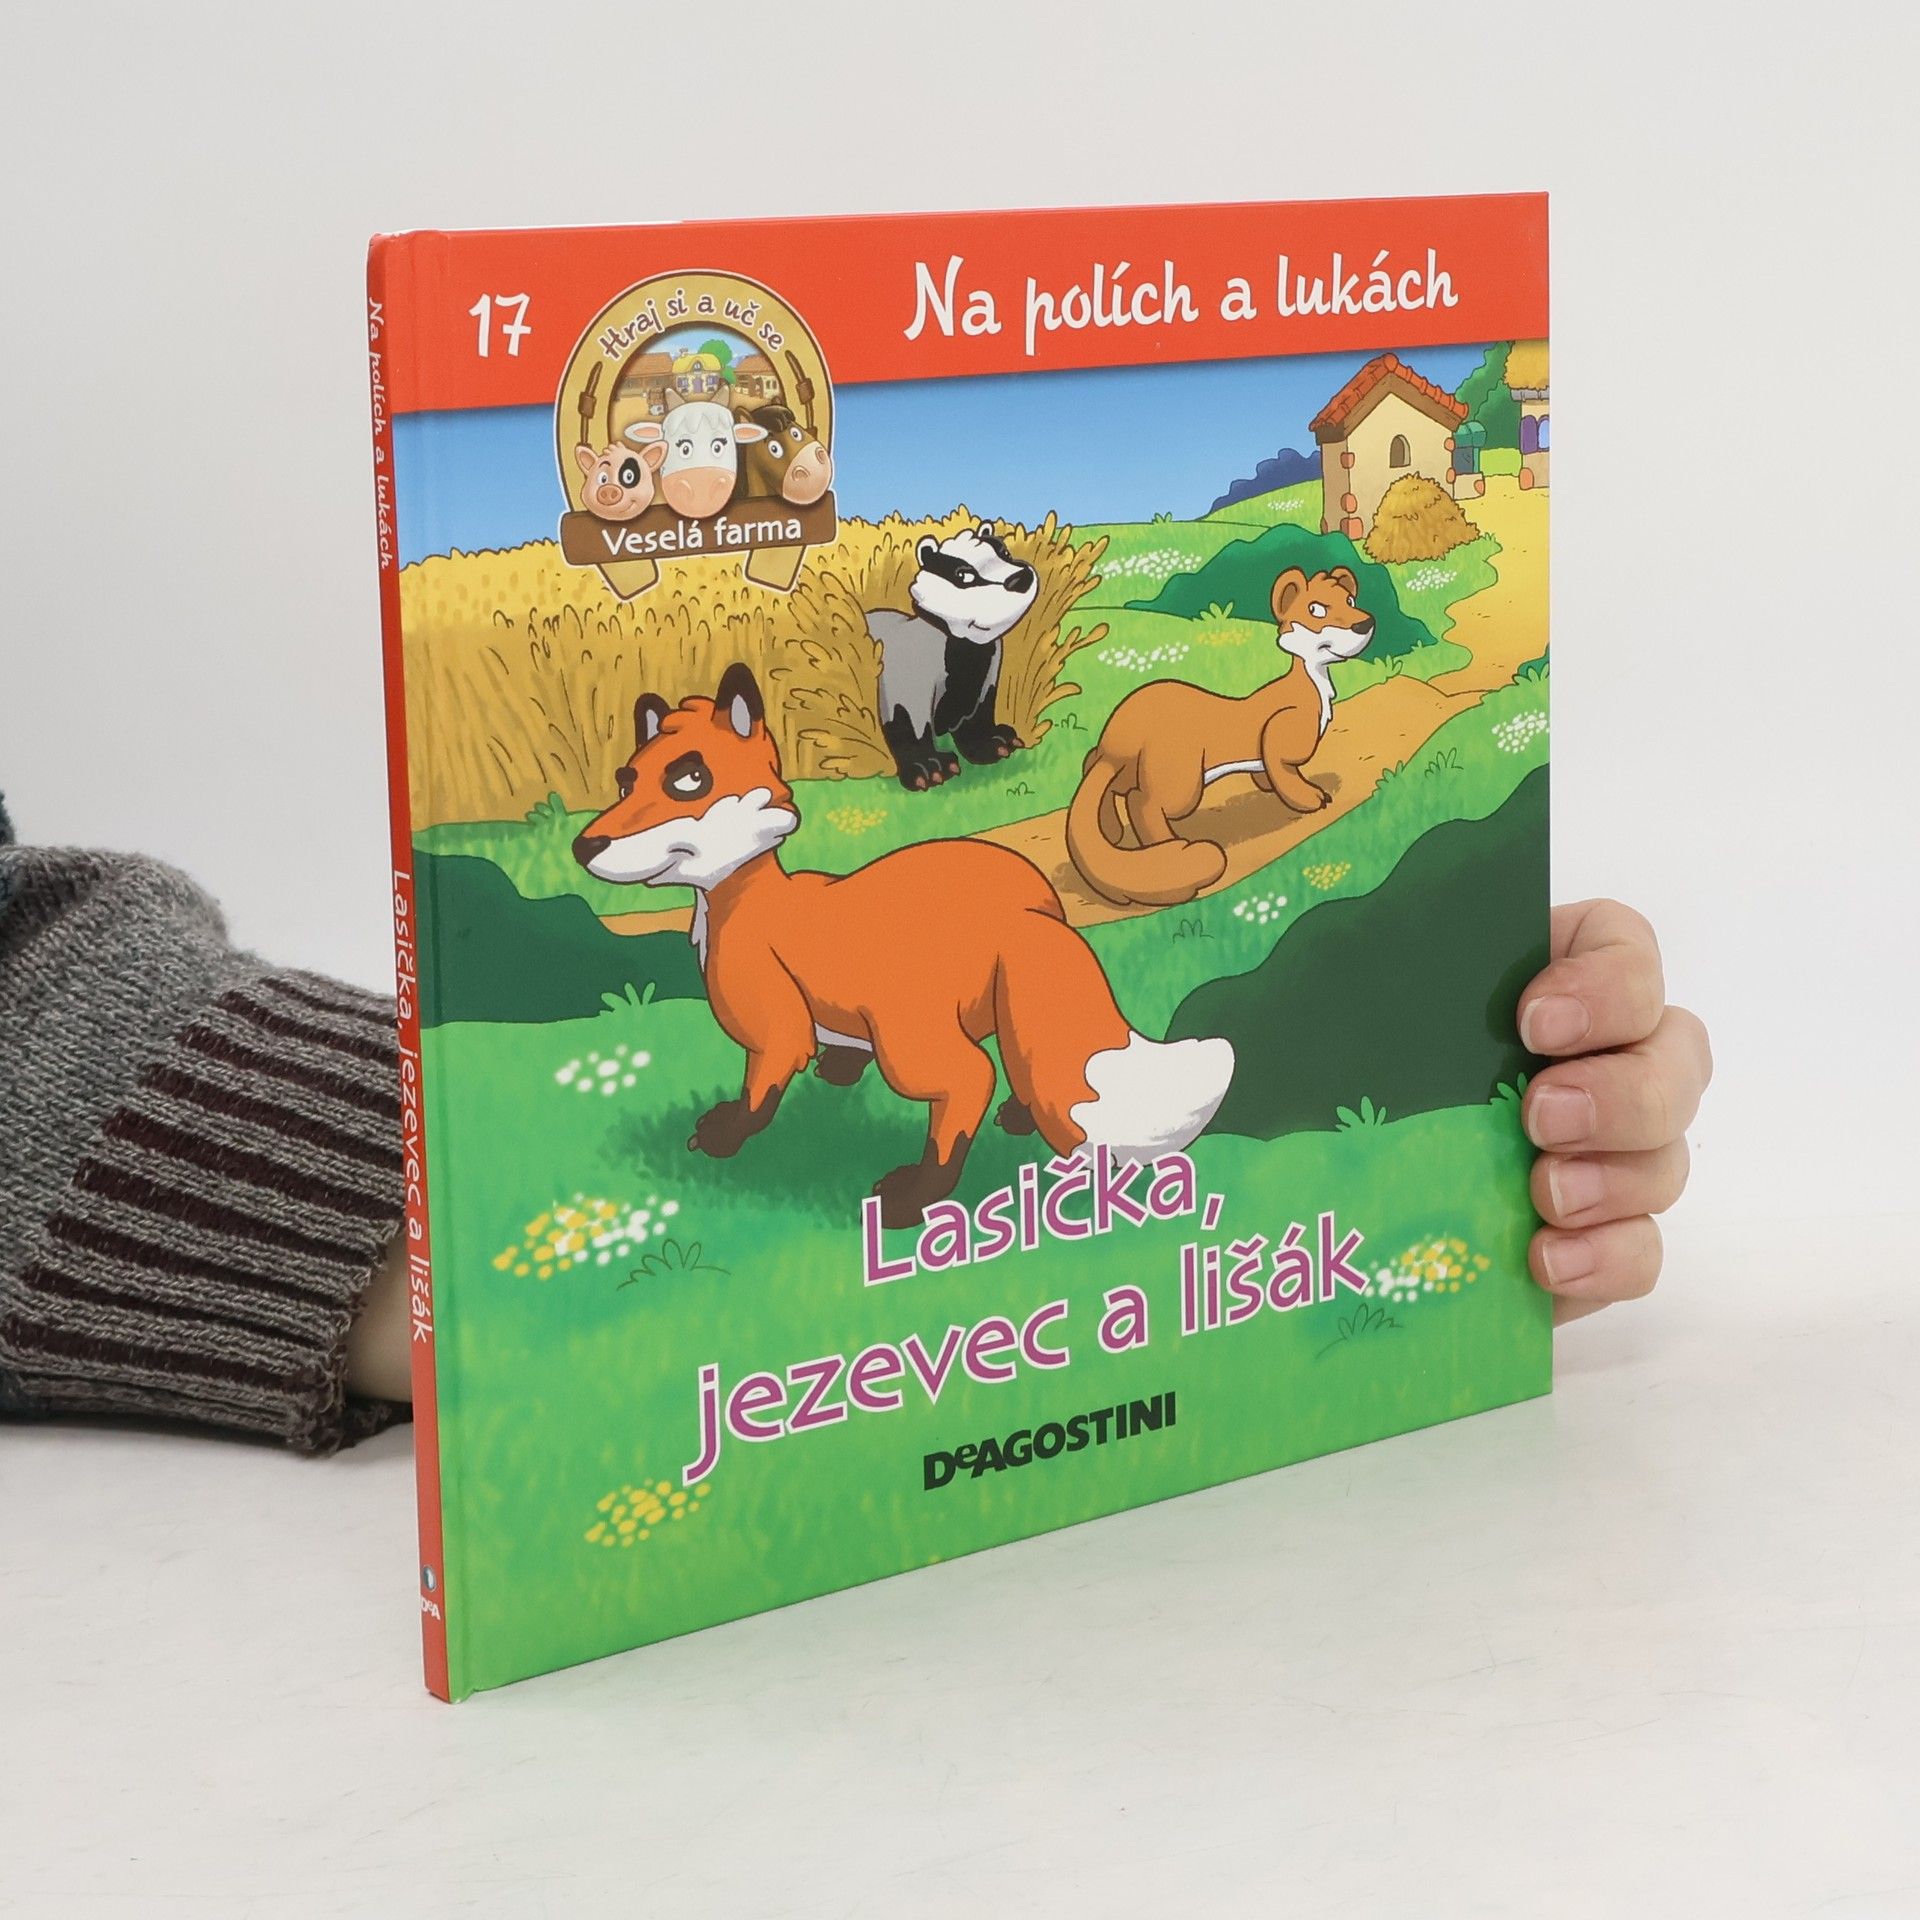 17
Hraj si a uč se
Veselá farma
Na polích a lukách
Lasička,
jezevec a lišák
DeAGOSTINI
Na polích a lukách
Lasička, jezevec a lišák
DeA